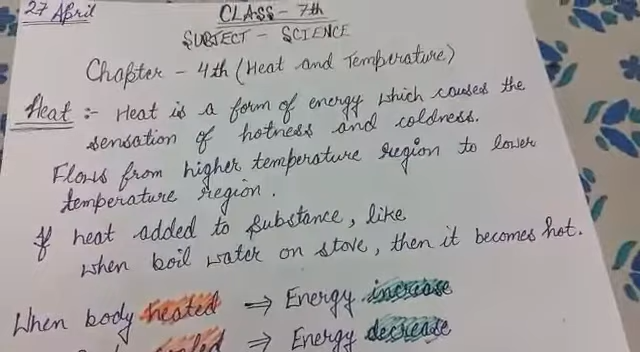 27 April
CLASS - 7th
SUBJECT - SCIENCE
Chapter - 4th (Heat and Temperature)
Heat :- Heat is a form of energy which causes the
sensation of hotness and coldness.
Flows from higher temperature region to lower
temperature region.
If heat added to substance, like
when boil water on stove, then it becomes hot.
When body heated ⇒ Energy increase
cooled ⇒ Energy decrease